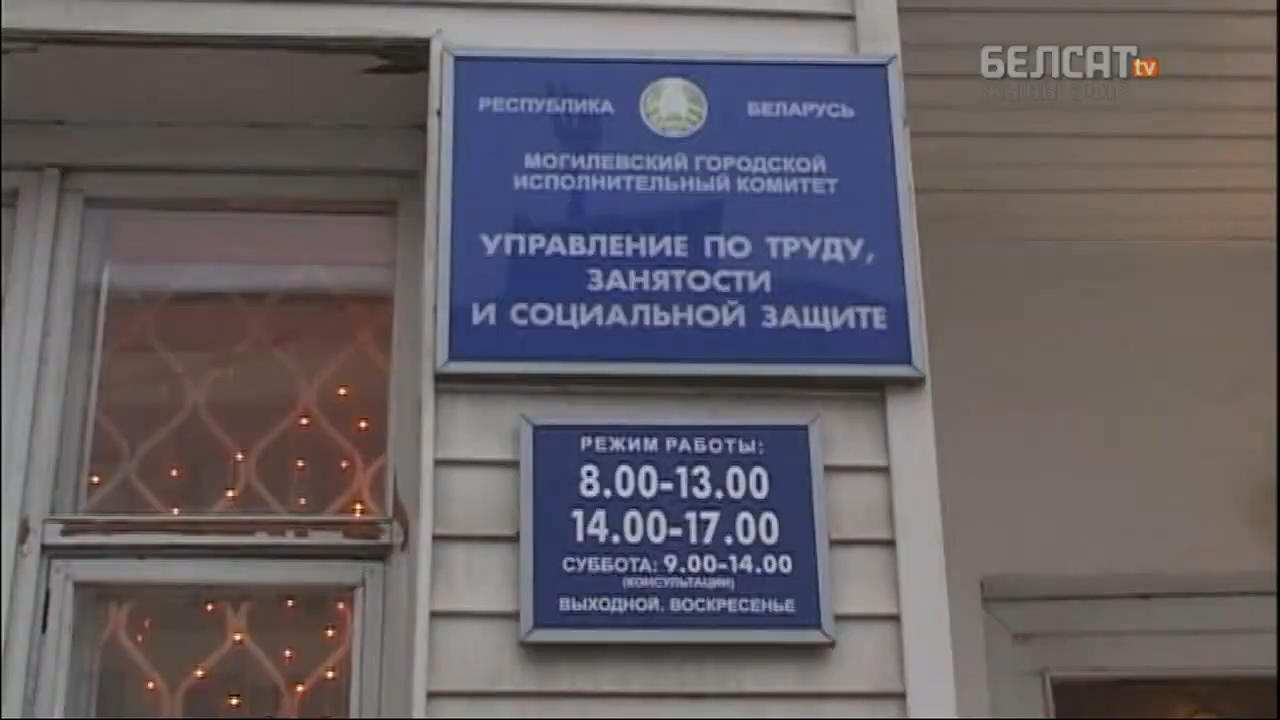 БЕЛСАТ tv
РЕСПУБЛИКА БЕЛАРУСЬ
МОГИЛЕВСКИЙ ГОРОДСКОЙ
ИСПОЛНИТЕЛЬНЫЙ КОМИТЕТ
УПРАВЛЕНИЕ ПО ТРУДУ,
ЗАНЯТОСТИ
И СОЦИАЛЬНОЙ ЗАЩИТЕ
РЕЖИМ РАБОТЫ:
8.00-13.00
14.00-17.00
СУББОТА: 9.00-14.00
(КОНСУЛЬТАЦИИ)
ВЫХОДНОЙ. ВОСКРЕСЕНЬЕ